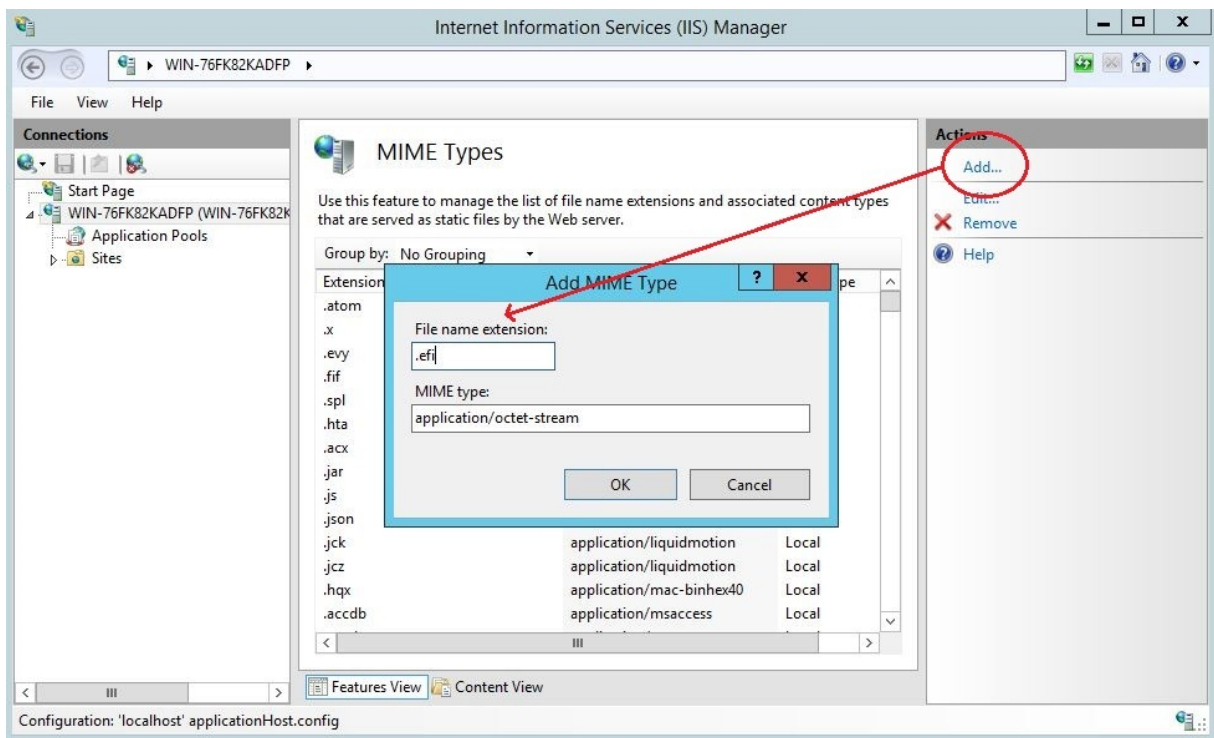 Internet Information Services (IIS) Manager
WIN-76FK82KADFP
File View Help
Connections
Start Page
WIN-76FK82KADFP (WIN-76FK82K
Application Pools
Sites
MIME Types
Use this feature to manage the list of file name extensions and associated content types
that are served as static files by the Web server.
Group by: No Grouping
Extension
pe
.atom
.x
.evy
.fif
.spl
.hta
.acx
.jar
.js
.json
.jck application/liquidmotion Local
.jcz application/liquidmotion Local
.hqx application/mac-binhex40 Local
.accdb application/msaccess Local
Add MIME Type
?
x
File name extension:
.efi
MIME type:
application/octet-stream
OK Cancel
Features View Content View
Actions
Add...
Edit...
Remove
Help
Configuration: 'localhost' applicationHost.config